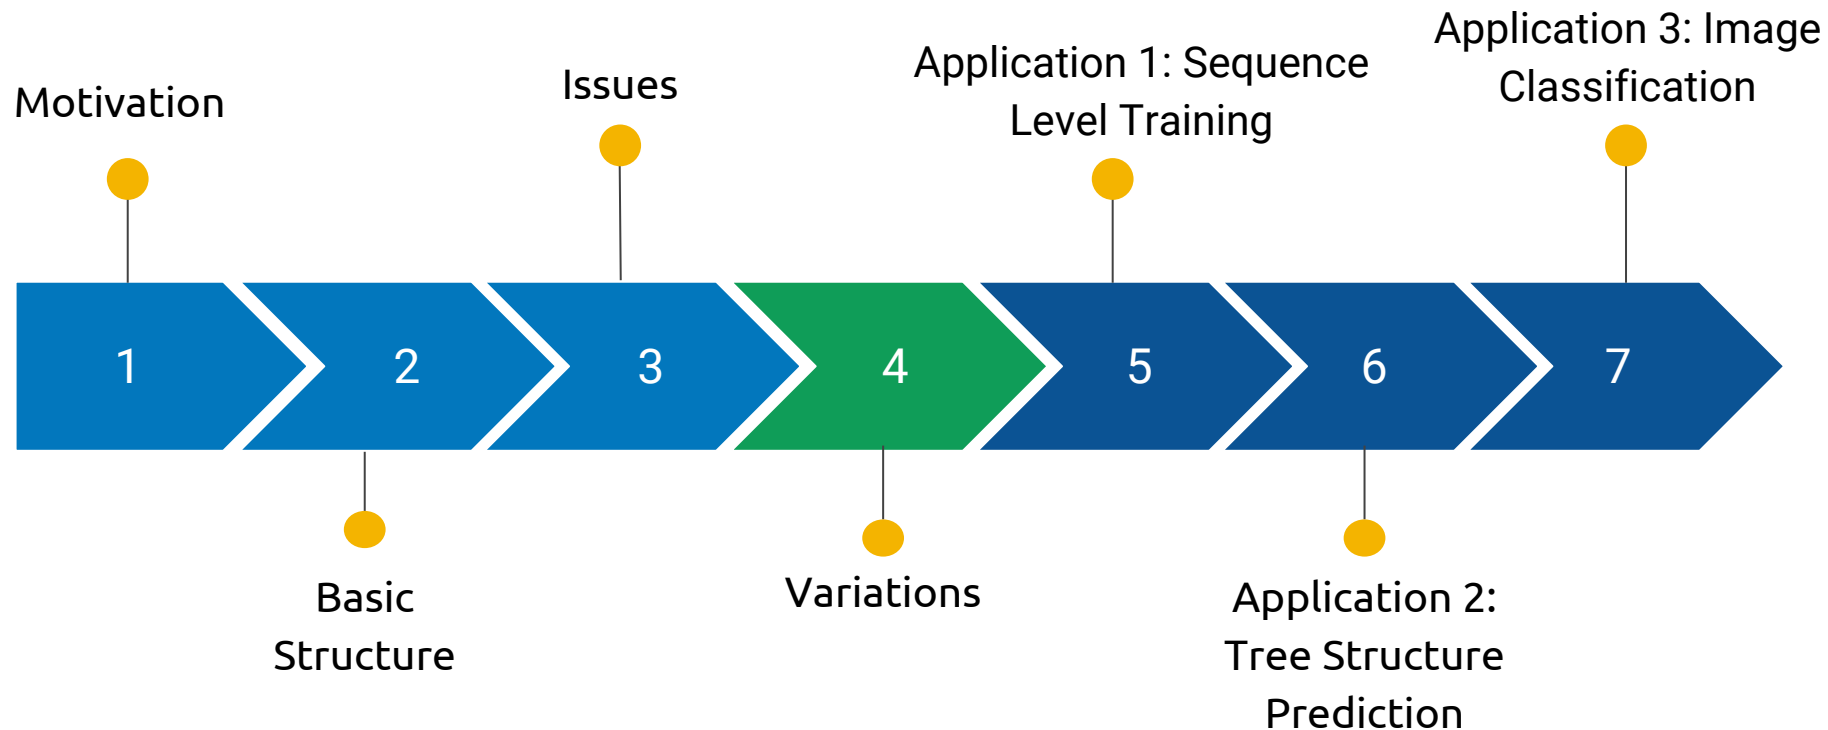 Motivation
Issues
Application 1: Sequence
Level Training
Application 3: Image
Classification
1
2
3
4
5
6
7
Basic
Structure
Variations
Application 2:
Tree Structure
Prediction